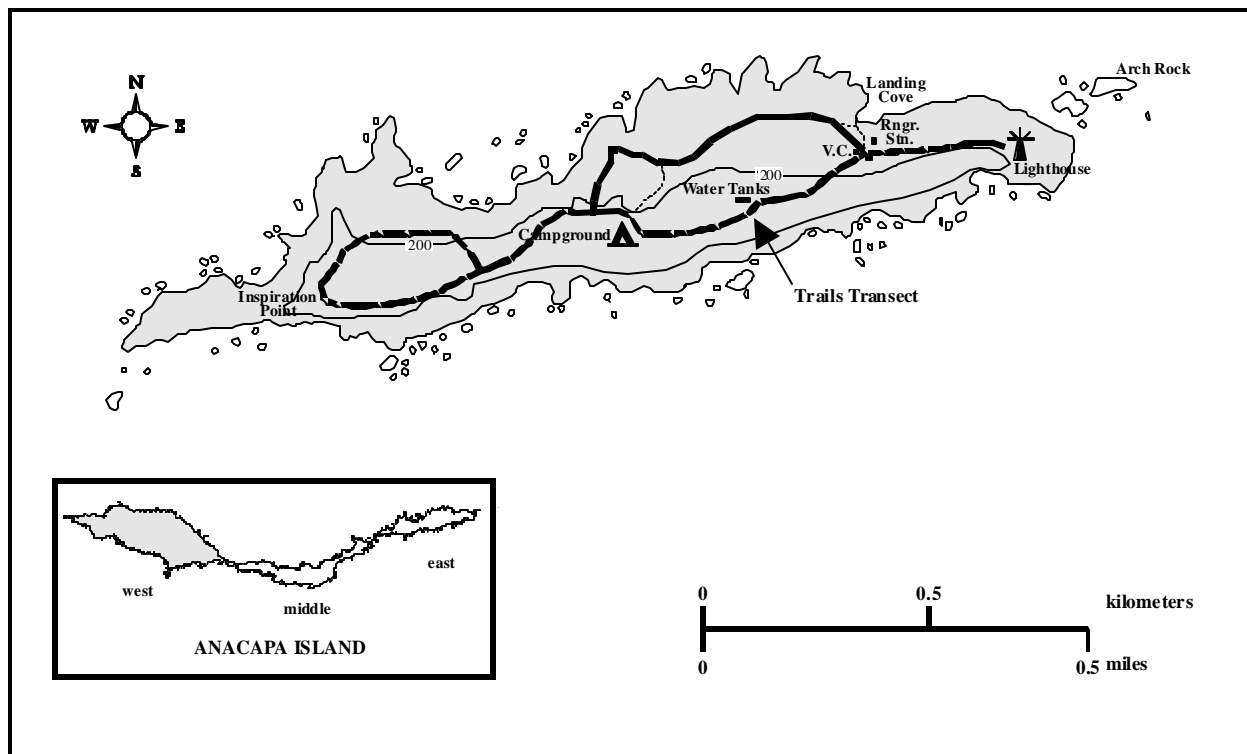 Arch Rock
Landing
Cove
N
W
E
S
Rngr.
Stn.
V.C.
Lighthouse
200
Water Tanks
Campground
200
Inspiration
Point
Trails Transect
west
middle
east
ANACAPA ISLAND
0
0.5
kilometers
0
0.5
miles